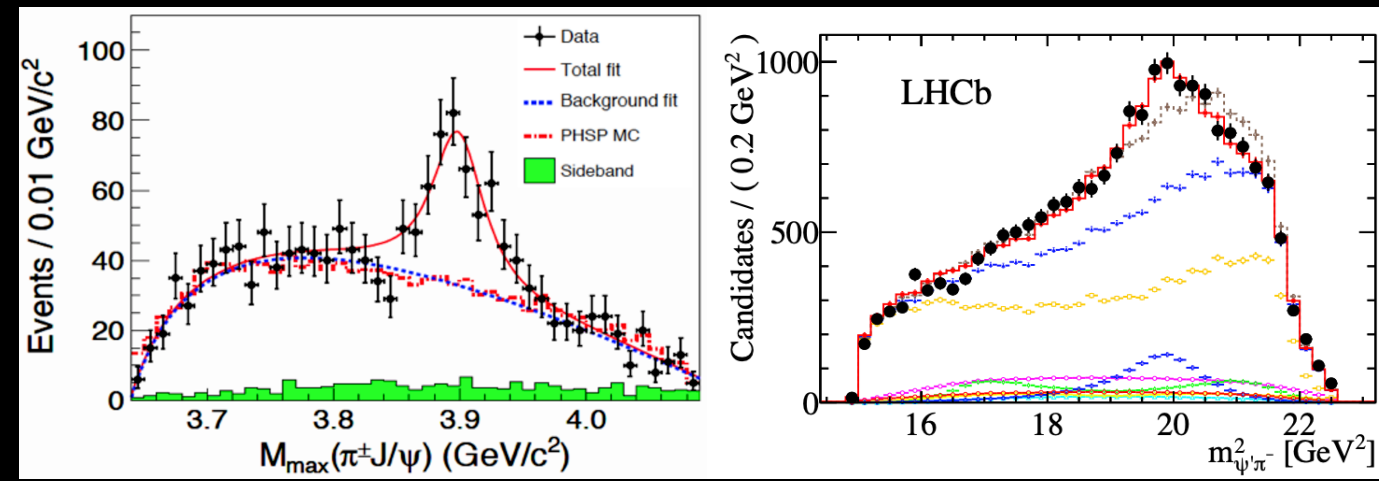 Events / 0.01 GeV/c²
100
80
60
40
20
0
3.7 3.8 3.9 4.0
M_max(π±J/ψ) (GeV/c²)
Data
Total fit
Background fit
PHSP MC
Sideband
Candidates / ( 0.2 GeV² )
1000
500
0
LHCb
16 18 20 22
m²_ψ'π⁻ [GeV²]